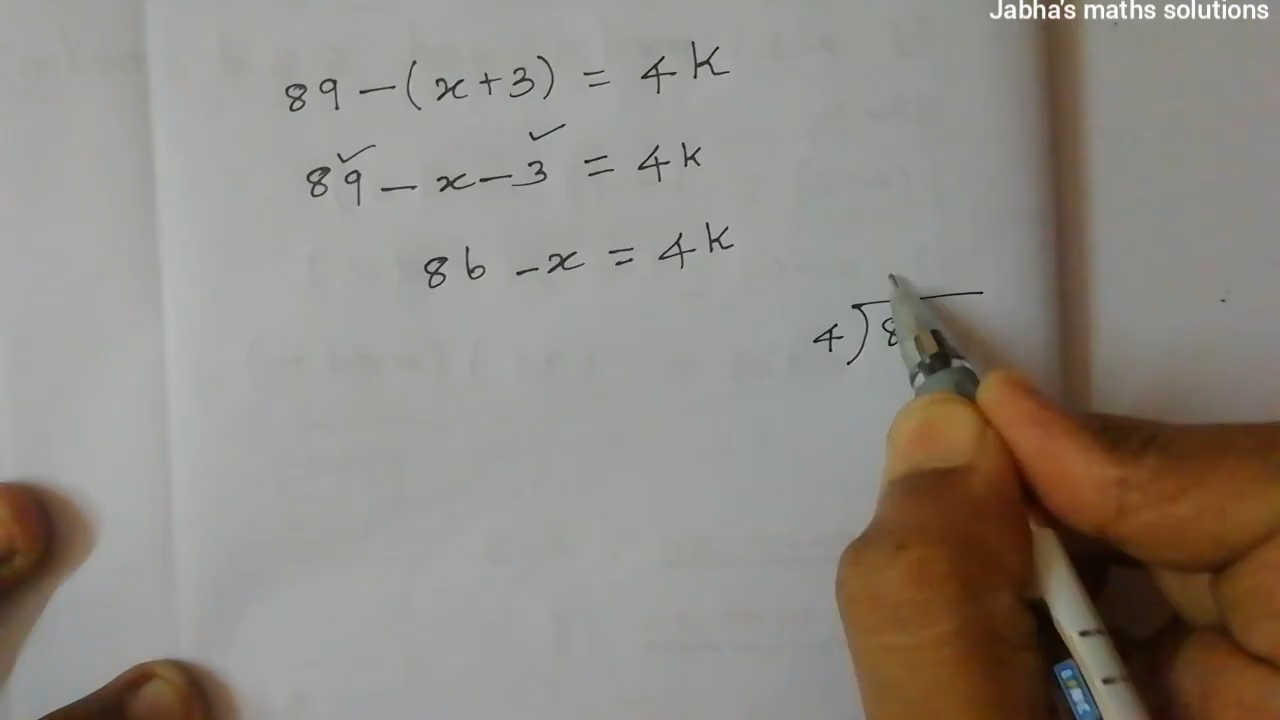 Jabha's maths solutions
89 - (x+3) = 4k
89 - x - 3 = 4k
86 - x = 4k
4)8